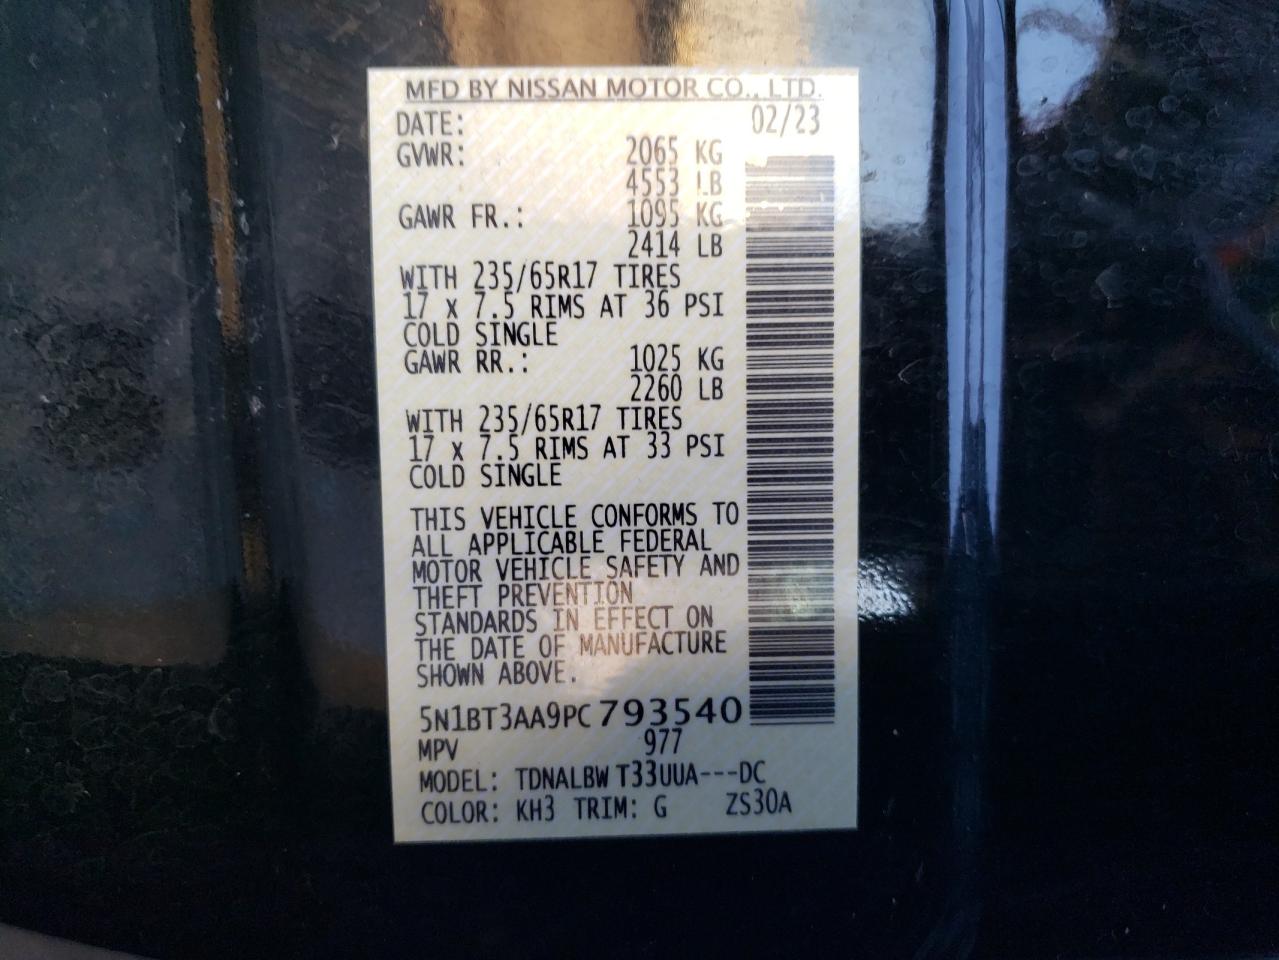 MFD BY NISSAN MOTOR CO., LTD.
DATE: 02/23
GVWR: 2065 KG
4553 LB
GAWR FR.: 1095 KG
2414 LB
WITH 235/65R17 TIRES
17 x 7.5 RIMS AT 36 PSI
COLD SINGLE
GAWR RR.: 1025 KG
2260 LB
WITH 235/65R17 TIRES
17 x 7.5 RIMS AT 33 PSI
COLD SINGLE
THIS VEHICLE CONFORMS TO
ALL APPLICABLE FEDERAL
MOTOR VEHICLE SAFETY AND
THEFT PREVENTION
STANDARDS IN EFFECT ON
THE DATE OF MANUFACTURE
SHOWN ABOVE.
5N1BT3AA9PC793540
MPV 977
MODEL: TDNALBW T33UUA---DC
COLOR: KH3 TRIM: G ZS30A